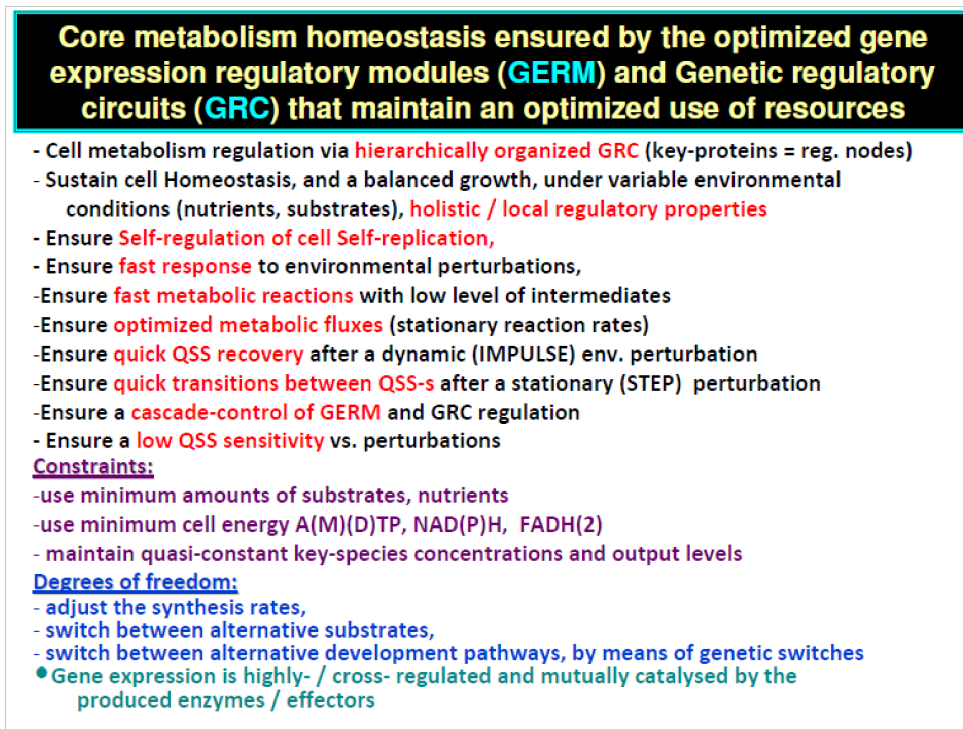 Core metabolism homeostasis ensured by the optimized gene
expression regulatory modules (GERM) and Genetic regulatory
circuits (GRC) that maintain an optimized use of resources
- Cell metabolism regulation via hierarchically organized GRC (key-proteins = reg. nodes)
- Sustain cell Homeostasis, and a balanced growth, under variable environmental
conditions (nutrients, substrates), holistic / local regulatory properties
- Ensure Self-regulation of cell Self-replication,
- Ensure fast response to environmental perturbations,
-Ensure fast metabolic reactions with low level of intermediates
-Ensure optimized metabolic fluxes (stationary reaction rates)
-Ensure quick QSS recovery after a dynamic (IMPULSE) env. perturbation
-Ensure quick transitions between QSS-s after a stationary (STEP) perturbation
-Ensure a cascade-control of GERM and GRC regulation
- Ensure a low QSS sensitivity vs. perturbations
Constraints:
-use minimum amounts of substrates, nutrients
-use minimum cell energy A(M)(D)TP, NAD(P)H, FADH(2)
- maintain quasi-constant key-species concentrations and output levels
Degrees of freedom:
- adjust the synthesis rates,
- switch between alternative substrates,
- switch between alternative development pathways, by means of genetic switches
•Gene expression is highly- / cross- regulated and mutually catalysed by the
produced enzymes / effectors